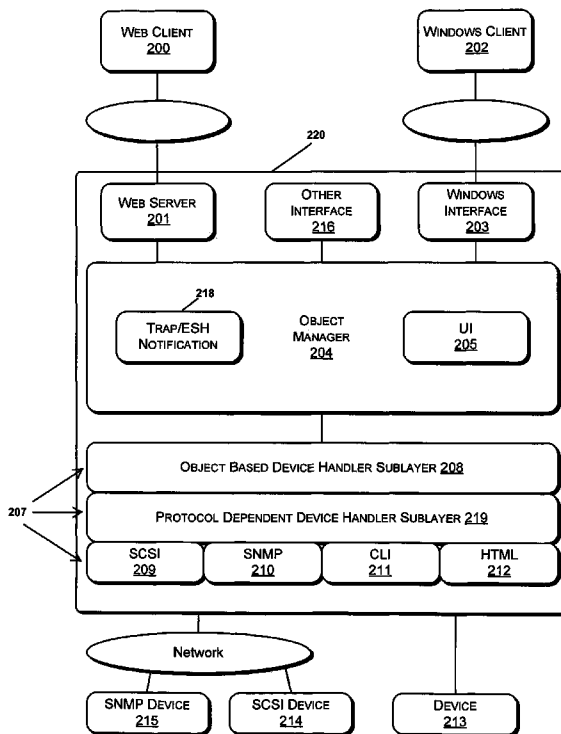 WEB CLIENT
200
WINDOWS CLIENT
202
220
WEB SERVER
201
OTHER
INTERFACE
216
WINDOWS
INTERFACE
203
218
TRAP/ESH
NOTIFICATION
OBJECT
MANAGER
204
UI
205
207
OBJECT BASED DEVICE HANDLER SUBLAYER 208
PROTOCOL DEPENDENT DEVICE HANDLER SUBLAYER 219
SCSI
209
SNMP
210
CLI
211
HTML
212
Network
SNMP DEVICE
215
SCSI DEVICE
214
DEVICE
213